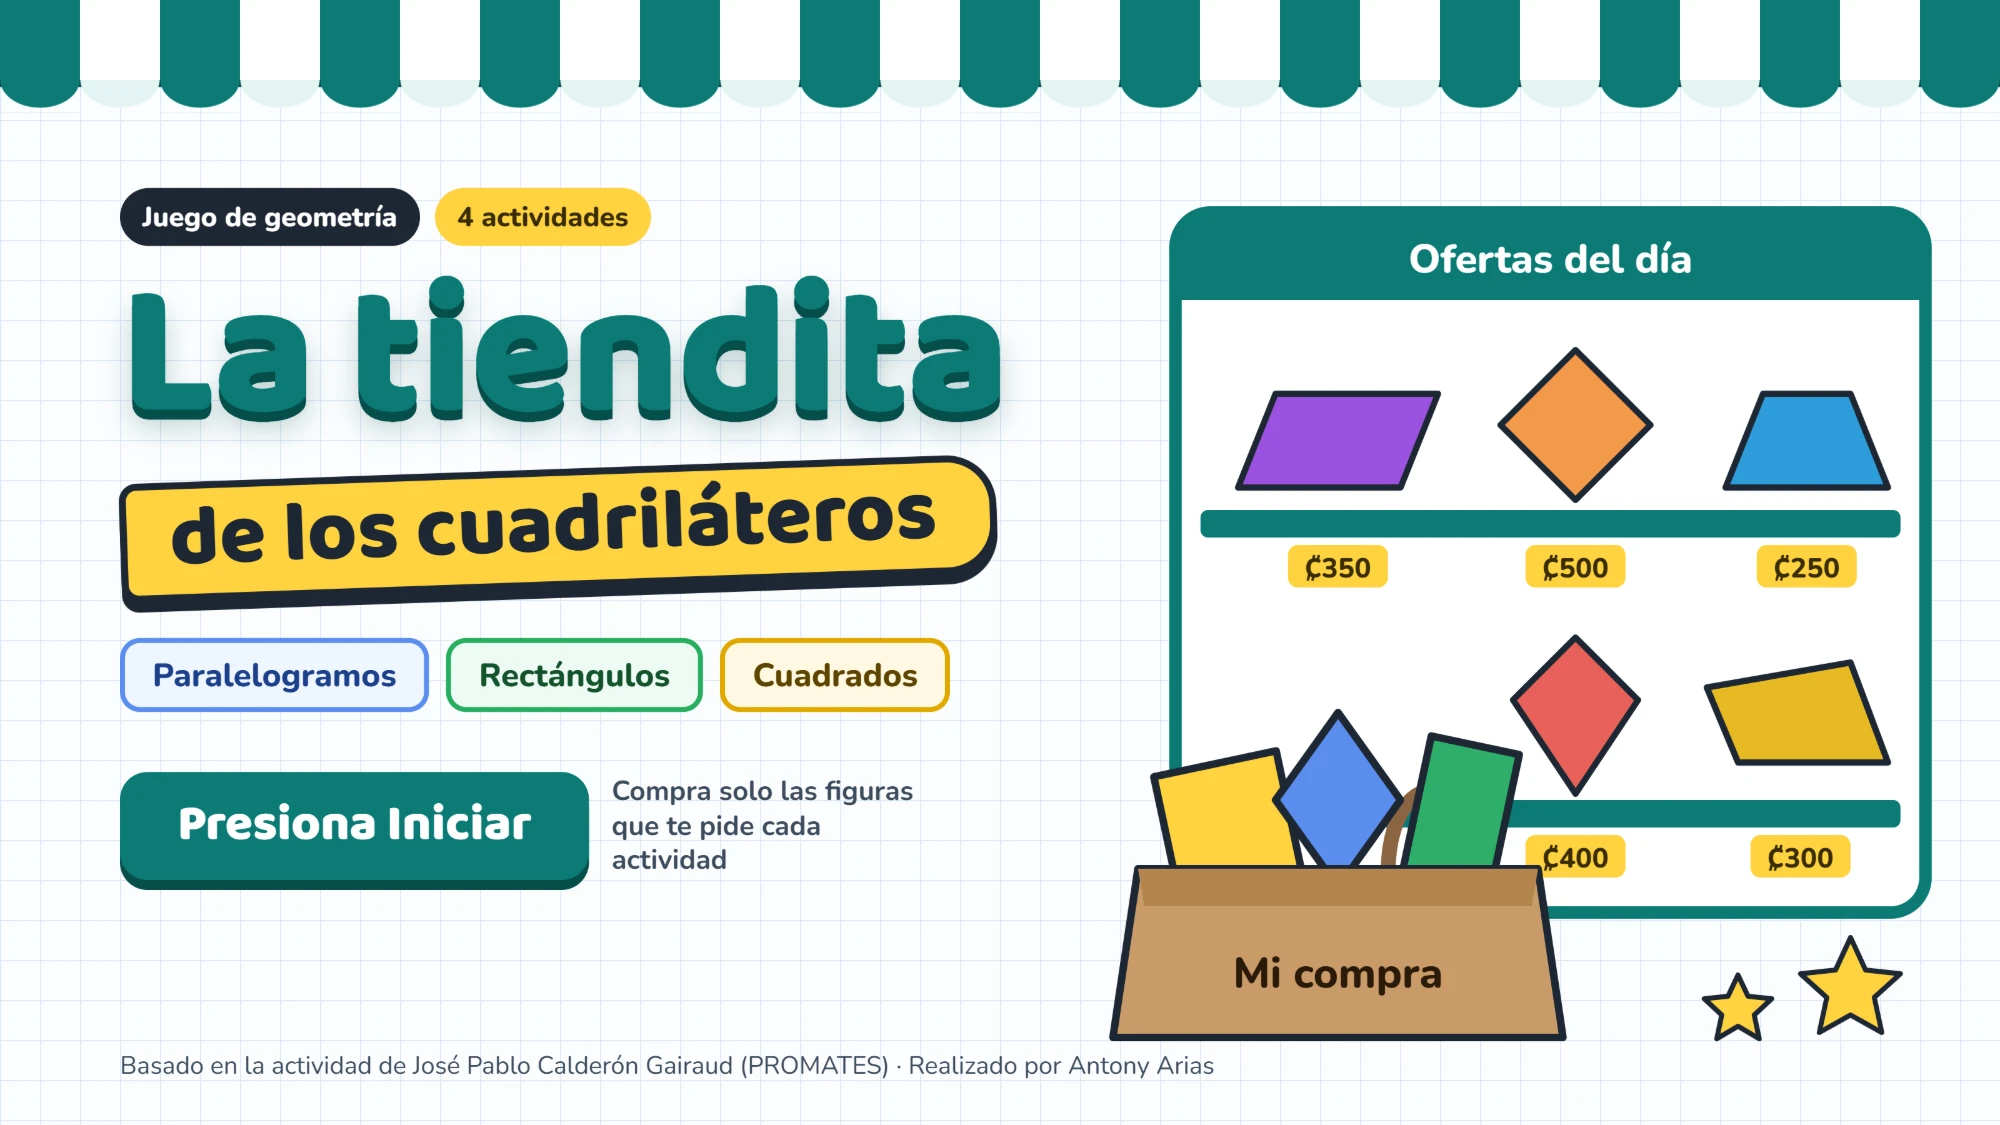 Juego de geometría
4 actividades
La tiendita
de los cuadriláteros
Paralelogramos
Rectángulos
Cuadrados
Presiona Iniciar
Compra solo las figuras
que te pide cada
actividad
Ofertas del día
₡350
₡500
₡250
₡400
₡300
Mi compra
Basado en la actividad de José Pablo Calderón Gairaud (PROMATES) · Realizado por Antony Arias